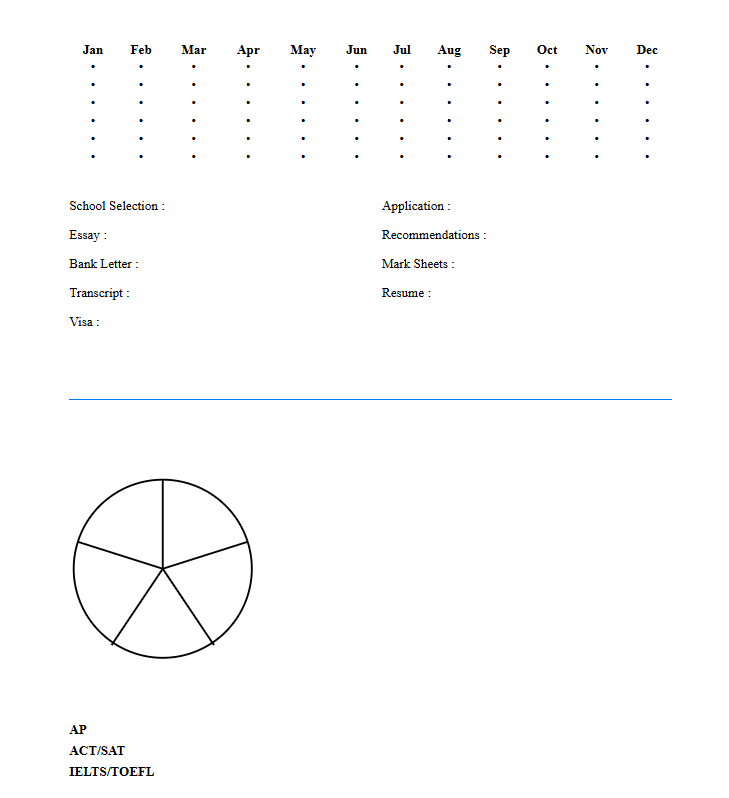 Jan Feb Mar Apr May Jun Jul Aug Sep Oct Nov Dec
• • • • • • • • • • • •
• • • • • • • • • • • •
• • • • • • • • • • • •
• • • • • • • • • • • •
• • • • • • • • • • • •
• • • • • • • • • • • •
School Selection : Application :
Essay : Recommendations :
Bank Letter : Mark Sheets :
Transcript : Resume :
Visa :
AP
ACT/SAT
IELTS/TOEFL